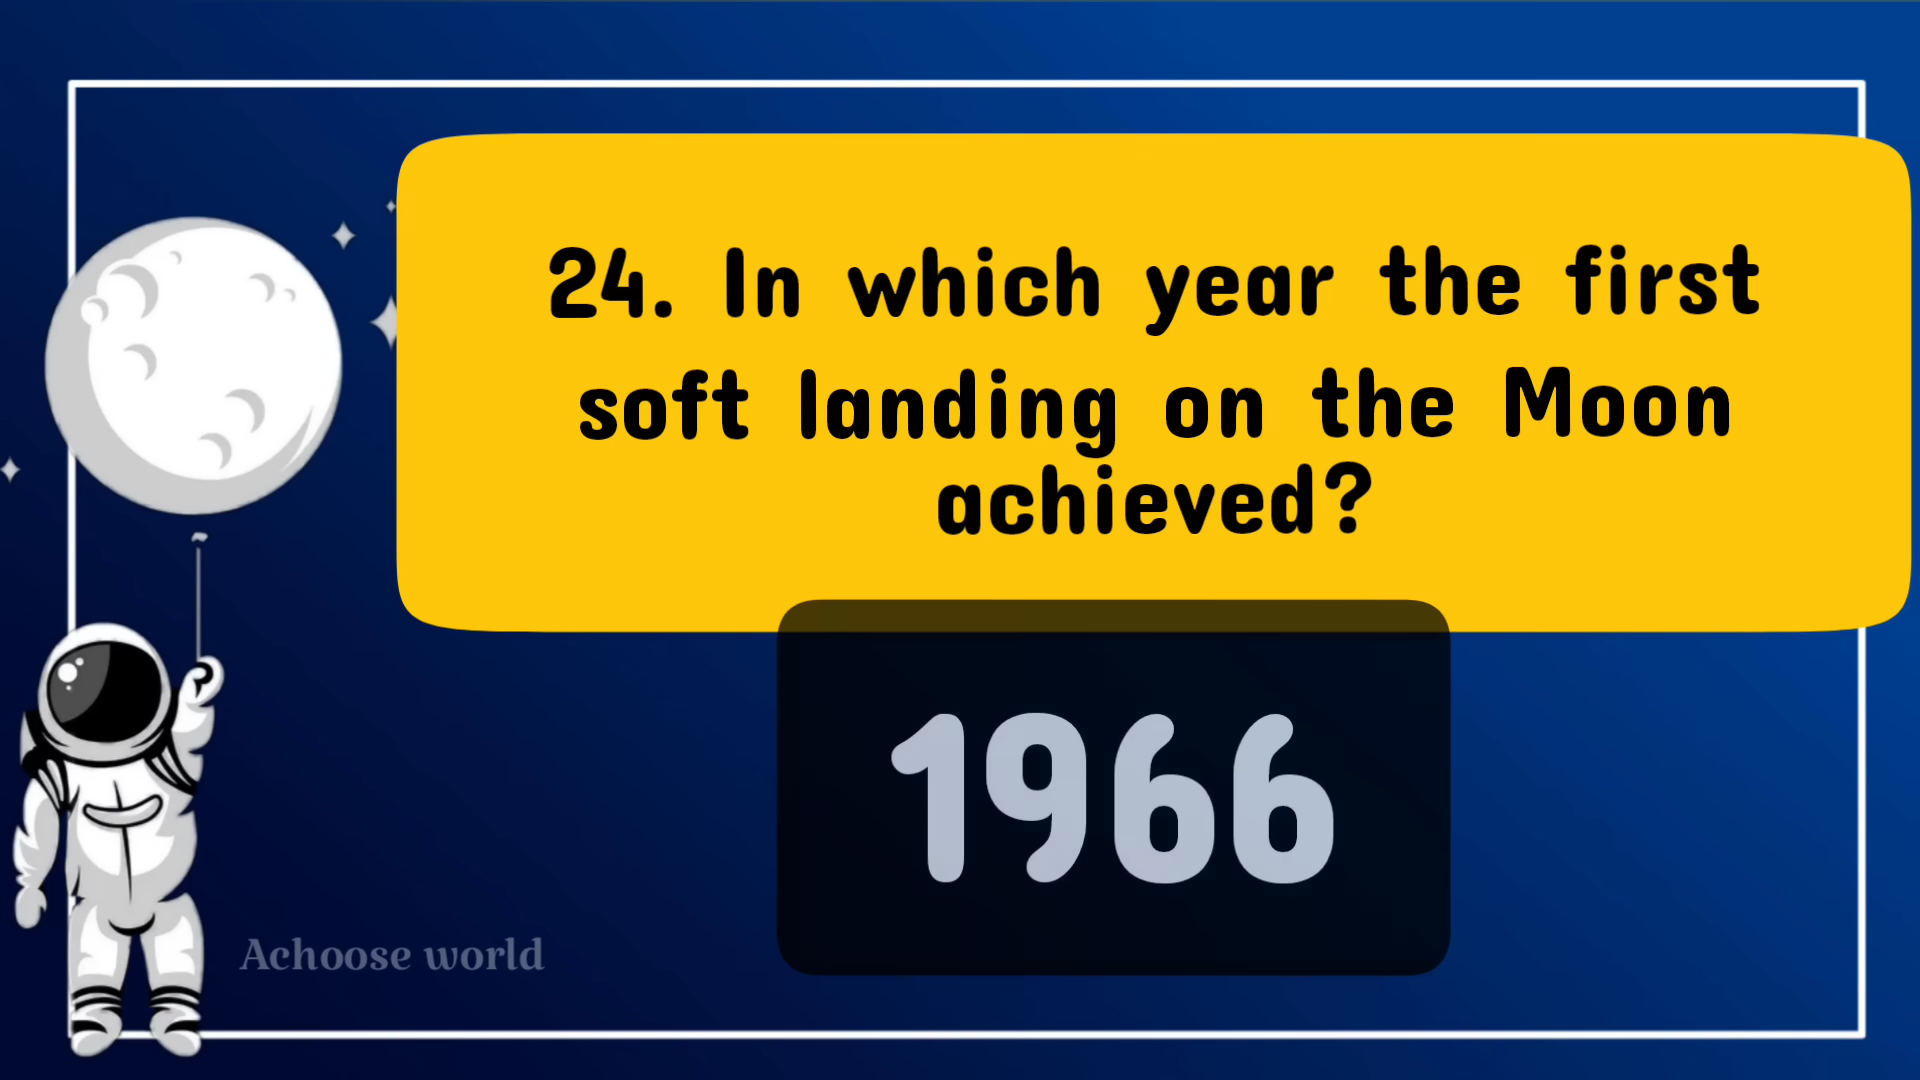 24. In which year the first
soft landing on the Moon
achieved?
1966
Achoose world